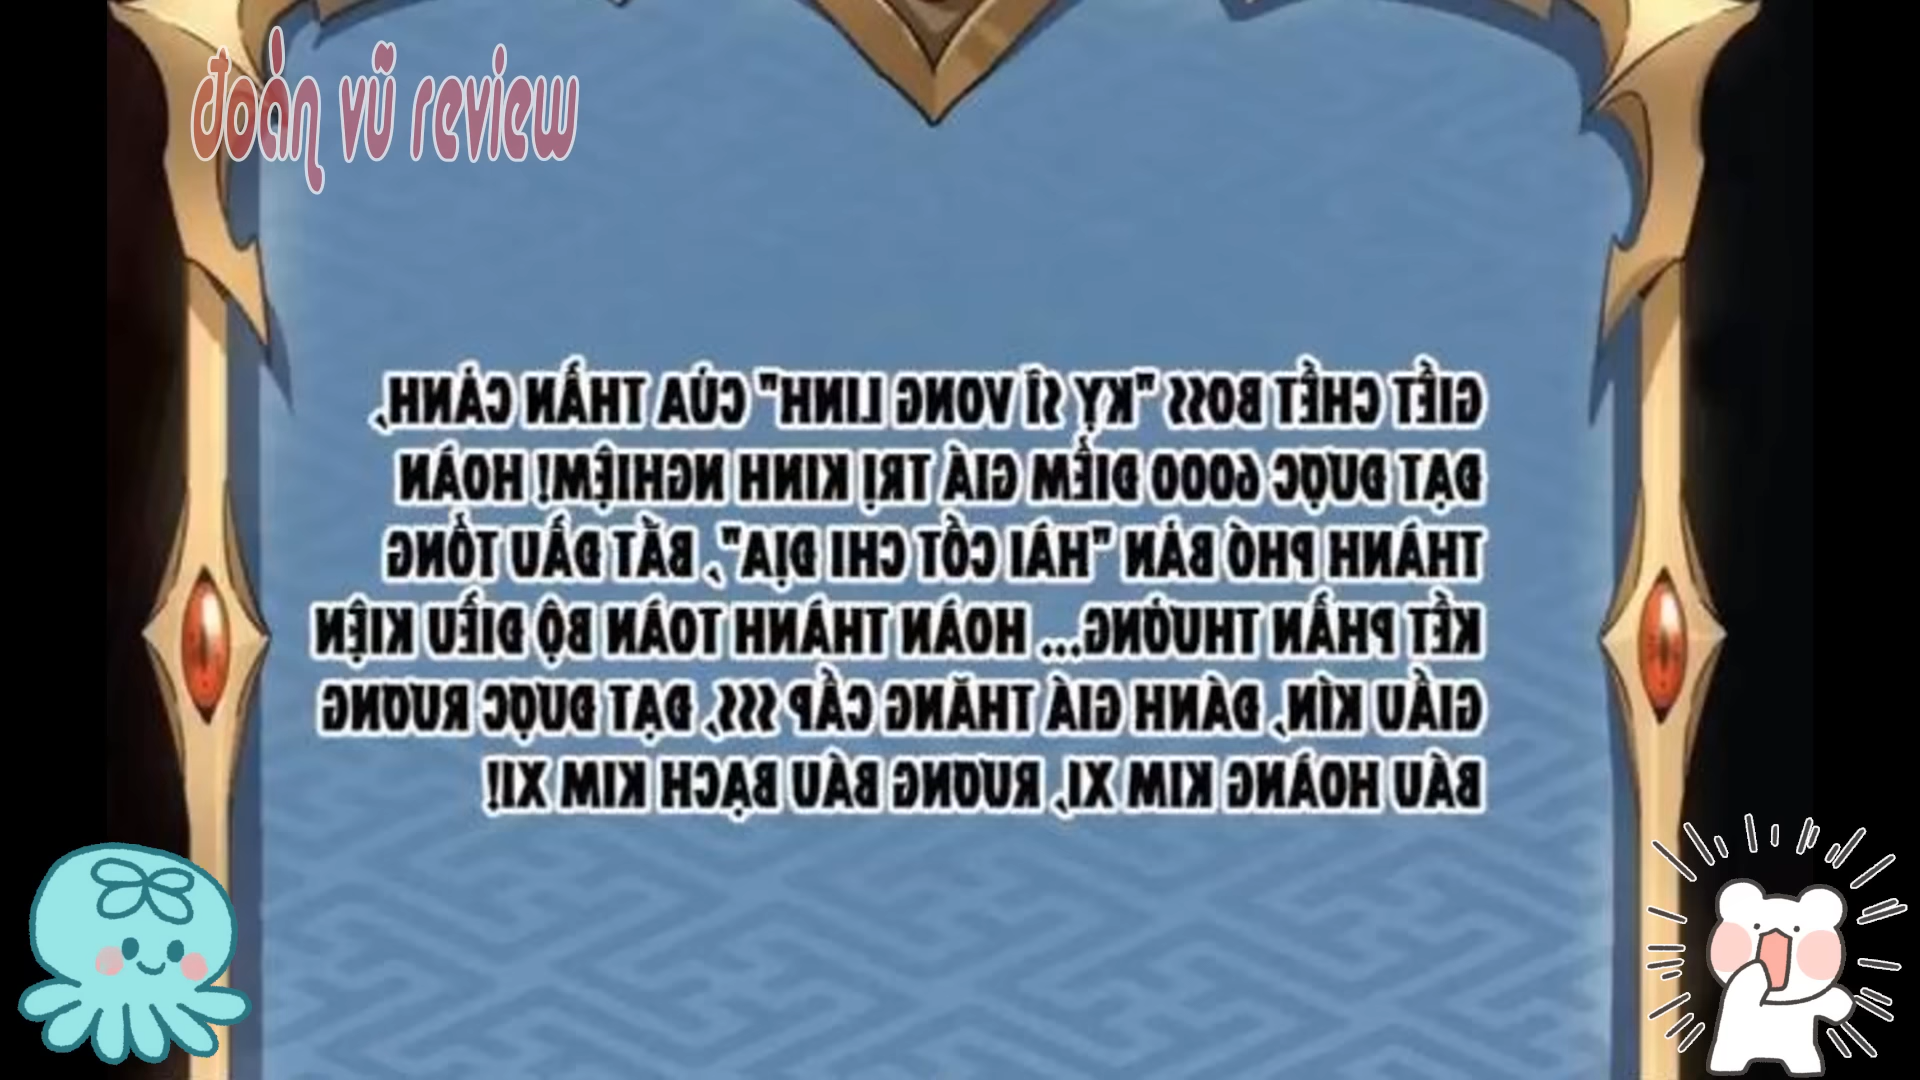 đoản vũ review
GIẾT CHẾT BOSS "KỴ SĨ VONG LINH" CỦA THẦN CẢNH,
ĐẠT ĐƯỢC 6000 ĐIỂM GIÁ TRỊ KINH NGHIỆM! HOÀN
THÀNH PHÓ BẢN "HÀI CỐT CHI ĐỊA", BẮT ĐẦU TỔNG
KẾT PHẦN THƯỞNG... HOÀN THÀNH TOÀN BỘ ĐIỀU KIỆN
GIẤU KÍN, ĐÁNH GIÁ THĂNG CẤP SSS, ĐẠT ĐƯỢC RƯƠNG
BÁU HOÀNG KIM X1, RƯƠNG BÁU BẠCH KIM X1!